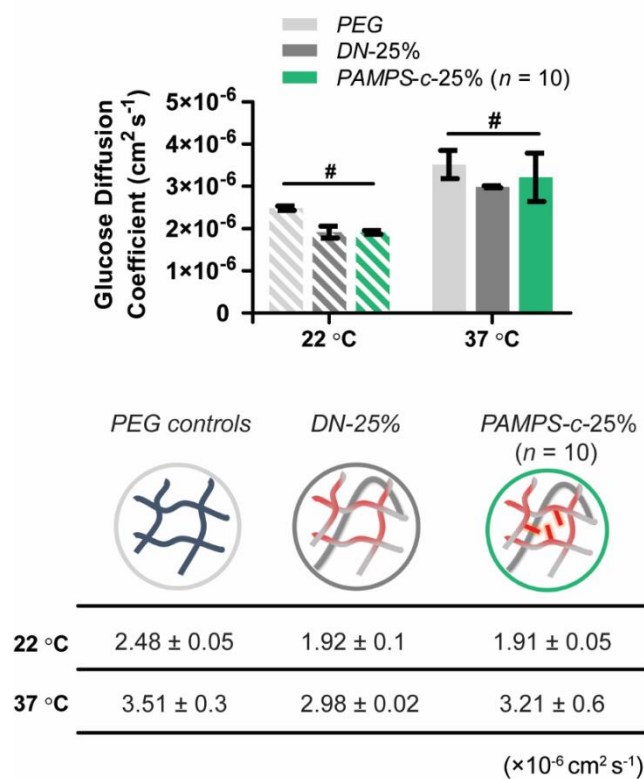 PEG
DN-25%
PAMPS-c-25% (n = 10)
Glucose Diffusion
Coefficient (cm² s⁻¹)
5×10⁻⁶
4×10⁻⁶
3×10⁻⁶
2×10⁻⁶
1×10⁻⁶
0
#
#
22 °C
37 °C
PEG controls
DN-25%
PAMPS-c-25%
(n = 10)
22 °C 2.48 ± 0.05 1.92 ± 0.1 1.91 ± 0.05
37 °C 3.51 ± 0.3 2.98 ± 0.02 3.21 ± 0.6
(×10⁻⁶ cm² s⁻¹)